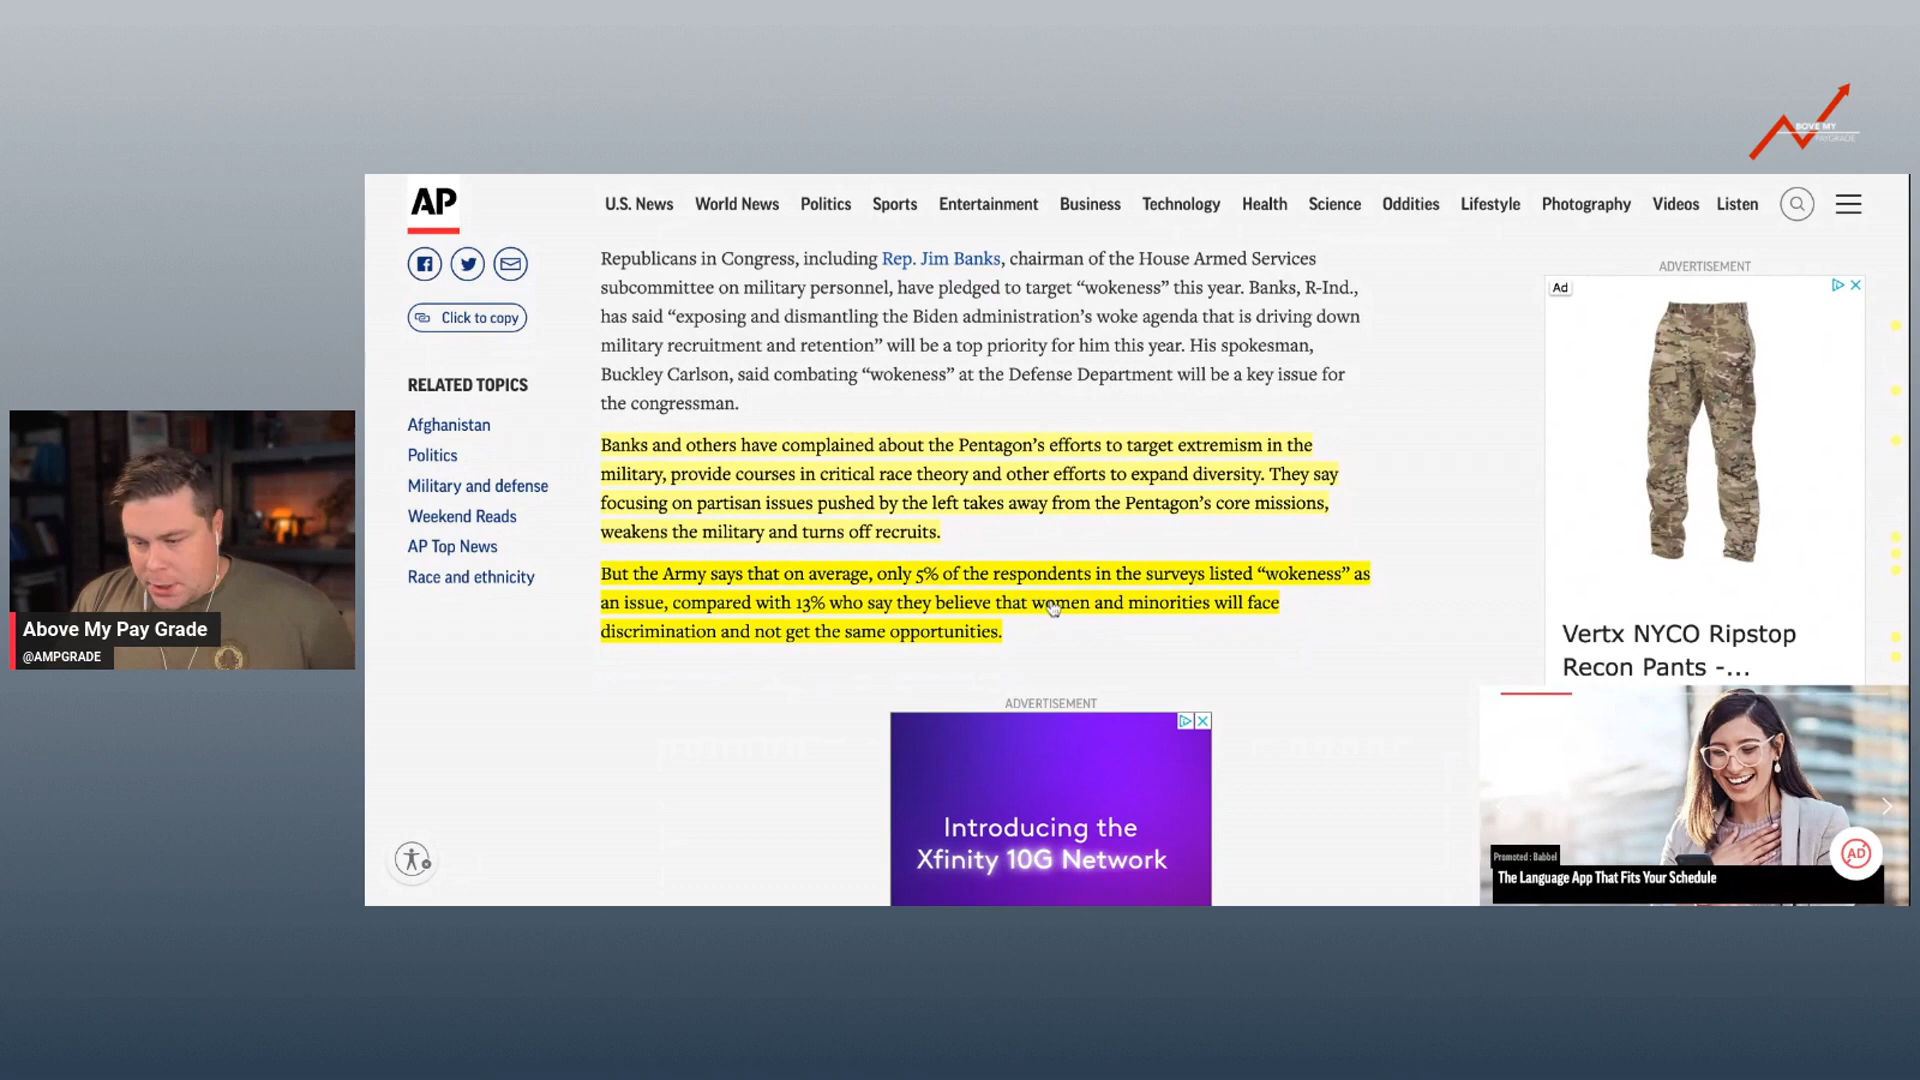 BOVE MY
PAYGRADE
AP
U.S. News World News Politics Sports Entertainment Business Technology Health Science Oddities Lifestyle Photography Videos Listen
Click to copy
RELATED TOPICS
Afghanistan
Politics
Military and defense
Weekend Reads
AP Top News
Race and ethnicity
Republicans in Congress, including Rep. Jim Banks, chairman of the House Armed Services
subcommittee on military personnel, have pledged to target “wokeness” this year. Banks, R-Ind.,
has said “exposing and dismantling the Biden administration’s woke agenda that is driving down
military recruitment and retention” will be a top priority for him this year. His spokesman,
Buckley Carlson, said combating “wokeness” at the Defense Department will be a key issue for
the congressman.
Banks and others have complained about the Pentagon’s efforts to target extremism in the
military, provide courses in critical race theory and other efforts to expand diversity. They say
focusing on partisan issues pushed by the left takes away from the Pentagon’s core missions,
weakens the military and turns off recruits.
But the Army says that on average, only 5% of the respondents in the surveys listed “wokeness” as
an issue, compared with 13% who say they believe that women and minorities will face
discrimination and not get the same opportunities.
ADVERTISEMENT
Introducing the
Xfinity 10G Network
ADVERTISEMENT
Ad
Vertx NYCO Ripstop
Recon Pants -...
Promoted : Babbel
The Language App That Fits Your Schedule
AD
Above My Pay Grade
@AMPGRADE